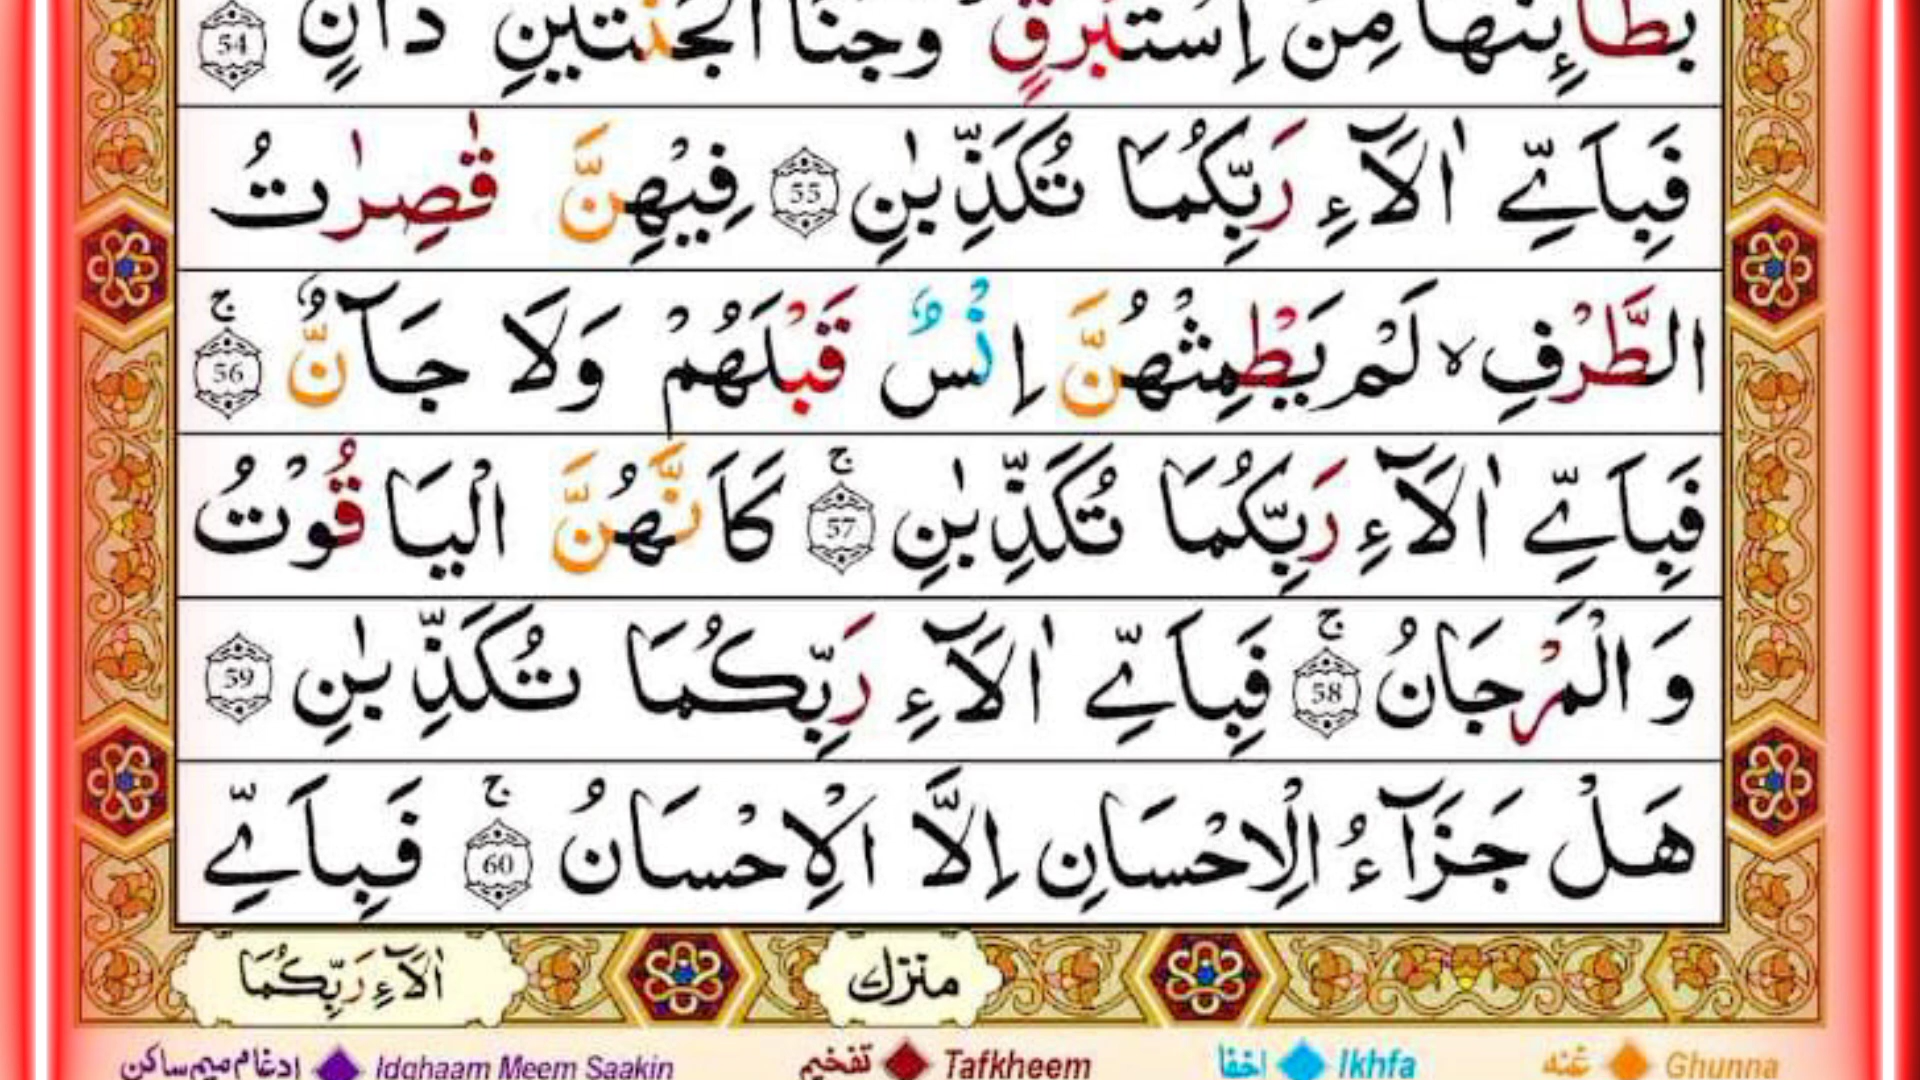 بَطَآئِنُهَا مِنْ اِسْتَبْرَقٍ ؕ وَجَنَا الْجَنَّتَيْنِ دَانٍ 54
فَبِاَيِّ اٰلَآءِ رَبِّكُمَا تُكَذِّبٰنِ 55 فِيْهِنَّ قٰصِرٰتُ
الطَّرْفِ ۙ لَمْ يَطْمِثْهُنَّ اِنْسٌ قَبْلَهُمْ وَلَا جَآنٌّ ۚ 56
فَبِاَيِّ اٰلَآءِ رَبِّكُمَا تُكَذِّبٰنِ ۚ 57 كَاَنَّهُنَّ الْيَاقُوْتُ
وَالْمَرْجَانُ ۚ 58 فَبِاَيِّ اٰلَآءِ رَبِّكُمَا تُكَذِّبٰنِ 59
هَلْ جَزَآءُ الْاِحْسَانِ اِلَّا الْاِحْسَانُ ۚ 60 فَبِاَيِّ
اٰلَآءِ رَبِّكُمَا منزل
ادغام میم ساکن Idghaam Meem Saakin تفخیم Tafkheem اخفا Ikhfa غنہ Ghunna